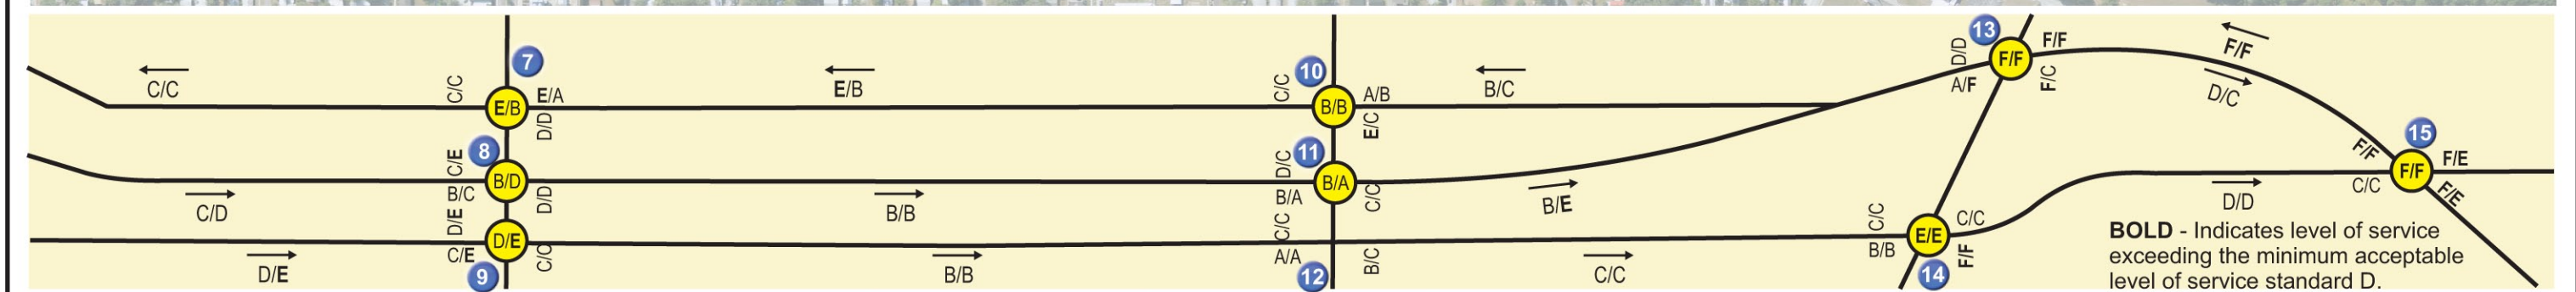 13
F/F
D/D
F/F
F/F
7
10
E/A
E/B
C/C
C/C
E/B
C/C
B/B
A/B
B/C
A/F
F/C
D/C
E/B
D/D
E/C
15
8
C/E
B/D
B/C
D/D
11
D/C
B/A
B/A
C/C
F/F
F/F
F/E
C/C
F/E
C/D
B/B
B/E
D/D
D/E
D/E
C/E
C/C
9
D/E
B/B
C/C
A/A
B/C
12
C/C
C/C
B/B
E/E
C/C
F/F
14
BOLD - Indicates level of service
exceeding the minimum acceptable
level of service standard D.